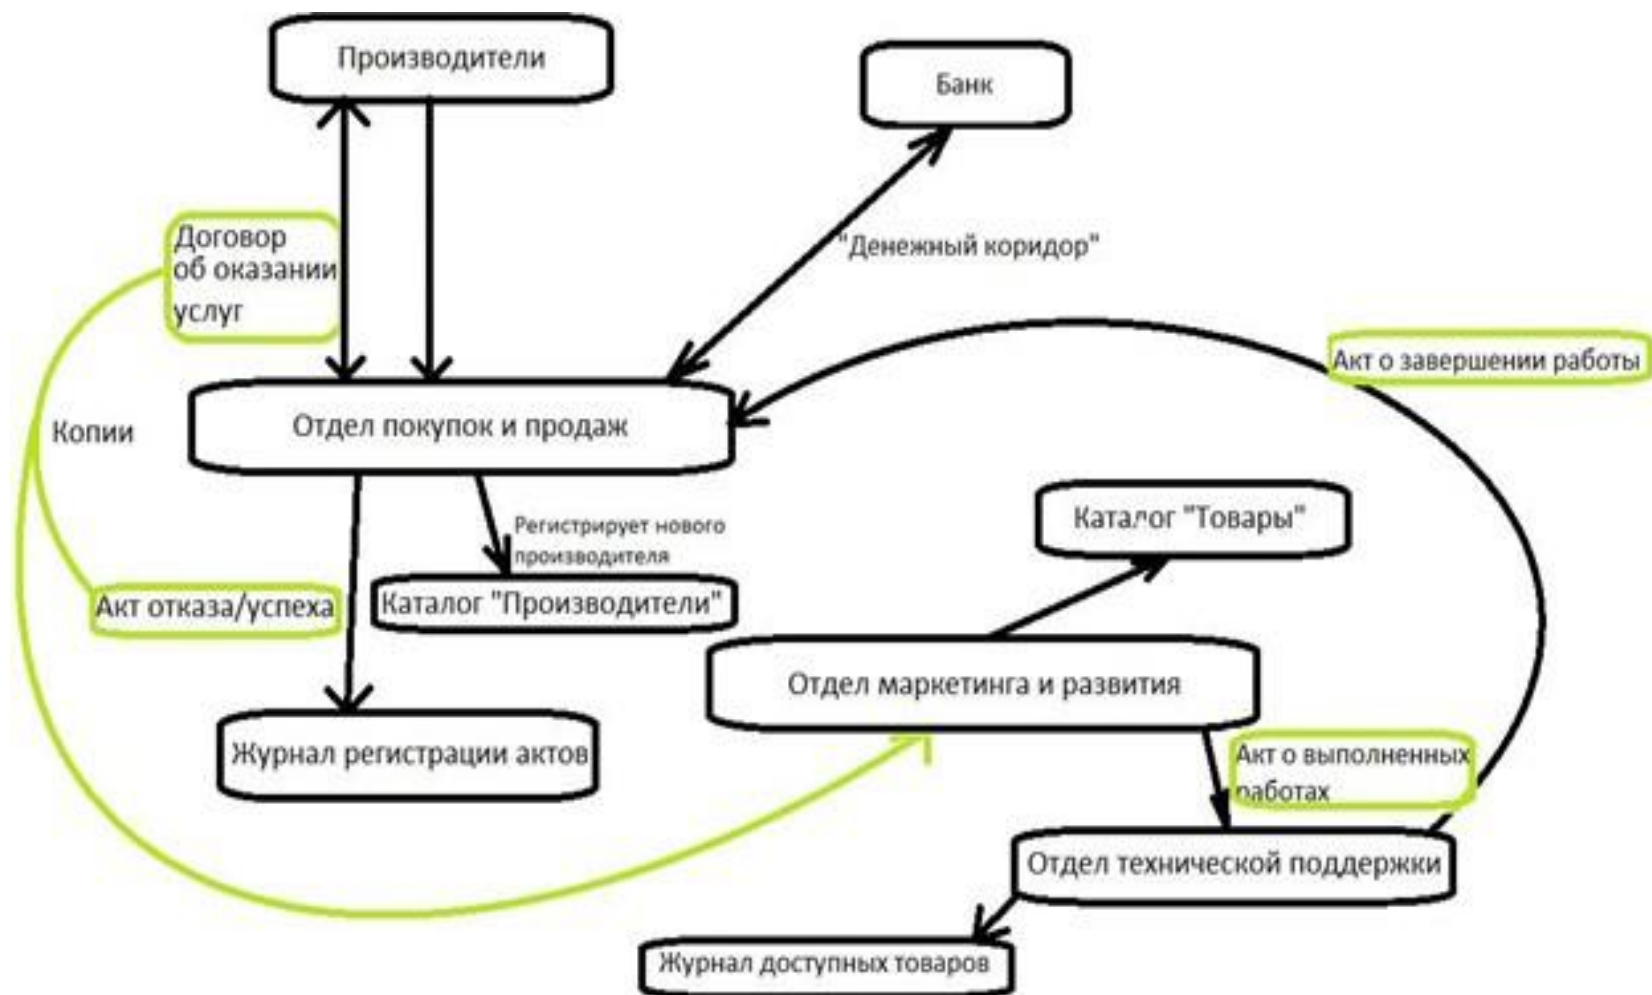 Производители
Банк
Договор
об оказании
услуг
"Денежный коридор"
Акт о завершении работы
Отдел покупок и продаж
Копии
Каталог "Товары"
Регистрирует нового
производителя
Каталог "Производители"
Акт отказа/успеха
Отдел маркетинга и развития
Журнал регистрации актов
Акт о выполненных
работах
Отдел технической поддержки
Журнал доступных товаров